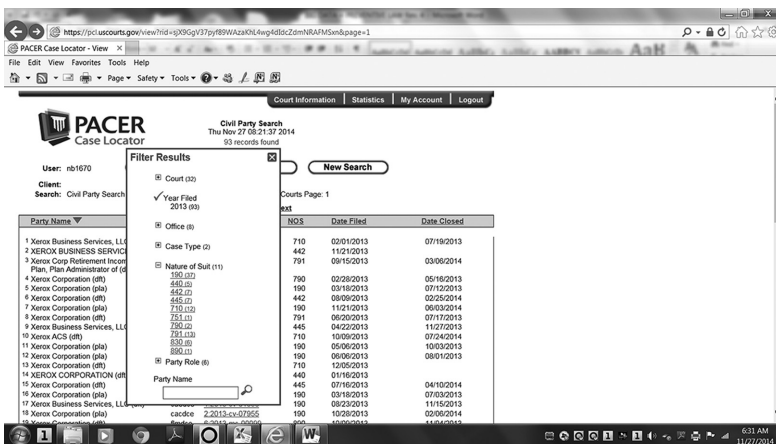 https://pcl.uscourts.gov/view?rid=sjX9GgV37pyf89WAzaKhL4wg4dIdcZdmNRAFMSxn&page=1
PACER Case Locator - View
AaB
File Edit View Favorites Tools Help
Page Safety Tools
Court Information Statistics My Account Logout
PACER
Case Locator
Civil Party Search
Thu Nov 27 08:21:37 2014
93 records found
User: nb1670
New Search
Client:
Search: Civil Party Search
Courts Page: 1
Filter Results
Court (32)
Year Filed
2013 (93)
Office (8)
Case Type (2)
Nature of Suit (11)
190 (37)
440 (5)
442 (7)
445 (7)
710 (12)
751 (1)
790 (2)
791 (13)
830 (6)
890 (1)
Party Role (6)
Party Name
Party Name NOS Date Filed Date Closed
1 Xerox Business Services, LLC 710 02/01/2013 07/19/2013
2 XEROX BUSINESS SERVIC 442 11/21/2013
3 Xerox Corp Retirement Incom 791 09/15/2013 03/06/2014
Plan, Plan Administrator of (d
4 Xerox Corporation (dft) 790 02/28/2013 05/16/2013
5 Xerox Corporation (pla) 190 03/18/2013 07/12/2013
6 Xerox Corporation (dft) 442 08/09/2013 02/25/2014
7 Xerox Corporation (pla) 190 11/21/2013 06/03/2014
8 Xerox Corporation (dft) 791 06/20/2013 07/17/2013
9 Xerox Business Services, LLC 445 04/22/2013 11/27/2013
10 Xerox ACS (dft) 710 10/09/2013 07/24/2014
11 Xerox Corporation (pla) 190 05/06/2013 10/03/2013
12 Xerox Corporation (pla) 190 06/06/2013 08/01/2013
13 Xerox Corporation (dft) 710 12/05/2013
14 XEROX CORPORATION (dft 440 01/16/2013
15 Xerox Corporation (dft) 445 07/16/2013 04/10/2014
16 Xerox Corporation (pla) 190 03/18/2013 07/03/2013
17 Xerox Business Services, LLC 190 08/23/2013 11/15/2013
18 Xerox Corporation (pla) cacdce 2:2013-cv-07955 190 10/28/2013 02/06/2014
6:31 AM
11/27/2014